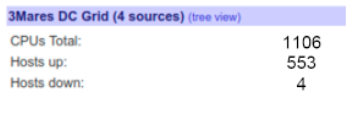 3Mares DC Grid (4 sources) (tree view)
CPUs Total: 1106
Hosts up: 553
Hosts down: 4